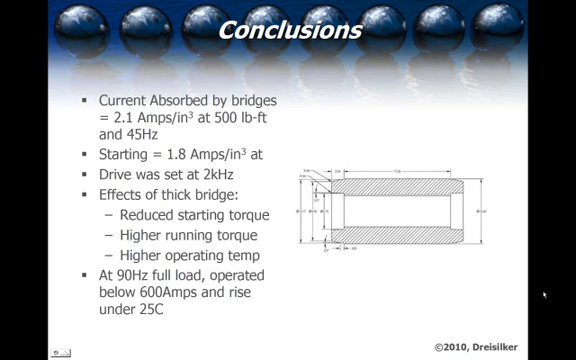 Conclusions
▪ Current Absorbed by bridges
= 2.1 Amps/in³ at 500 lb-ft
and 45Hz
▪ Starting = 1.8 Amps/in³ at
▪ Drive was set at 2kHz
▪ Effects of thick bridge:
– Reduced starting torque
– Higher running torque
– Higher operating temp
▪ At 90Hz full load, operated
below 600Amps and rise
under 25C
©2010, Dreisilker